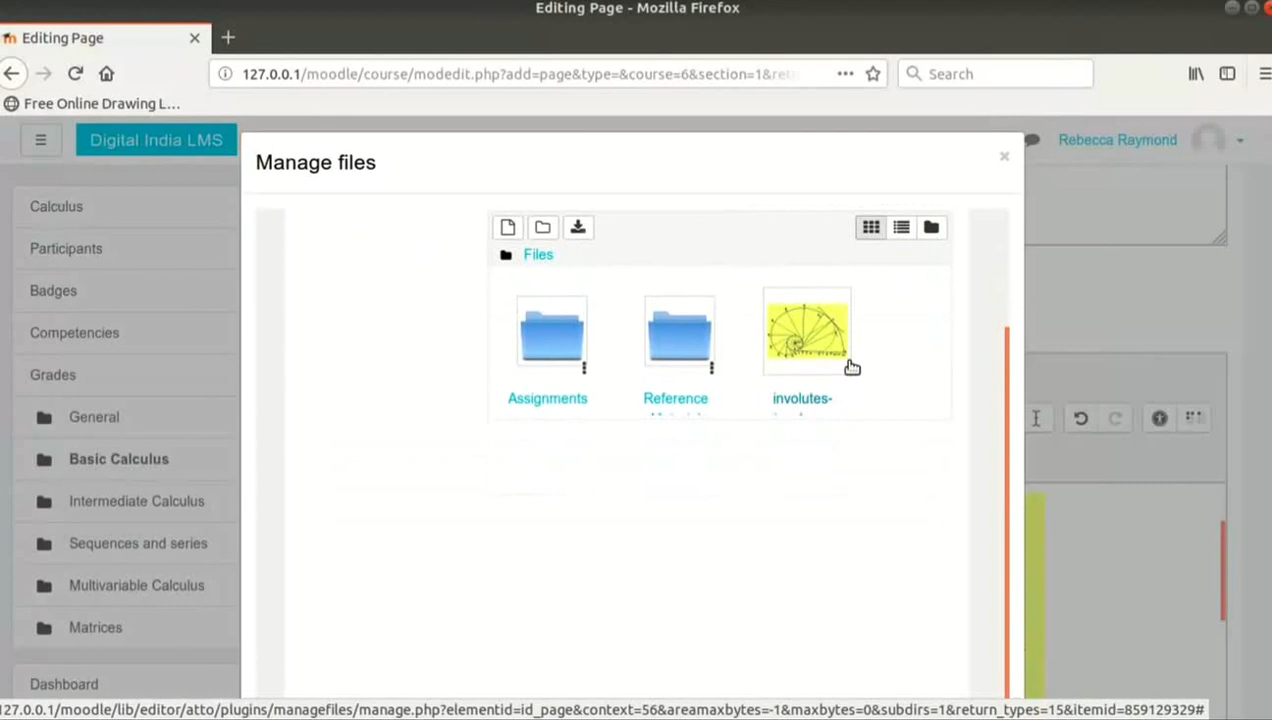 Editing Page - Mozilla Firefox
Editing Page
127.0.0.1/moodle/course/modedit.php?add=page&type=&course=6&section=1&ret
Search
Free Online Drawing L...
Digital India LMS
Rebecca Raymond
Manage files
Calculus
Participants
Badges
Competencies
Grades
General
Basic Calculus
Intermediate Calculus
Sequences and series
Multivariable Calculus
Matrices
Dashboard
Files
Assignments
Reference
involutes-
127.0.0.1/moodle/lib/editor/atto/plugins/managefiles/manage.php?elementid=id_page&context=56&areamaxbytes=-1&maxbytes=0&subdirs=1&return_types=15&itemid=859129329#